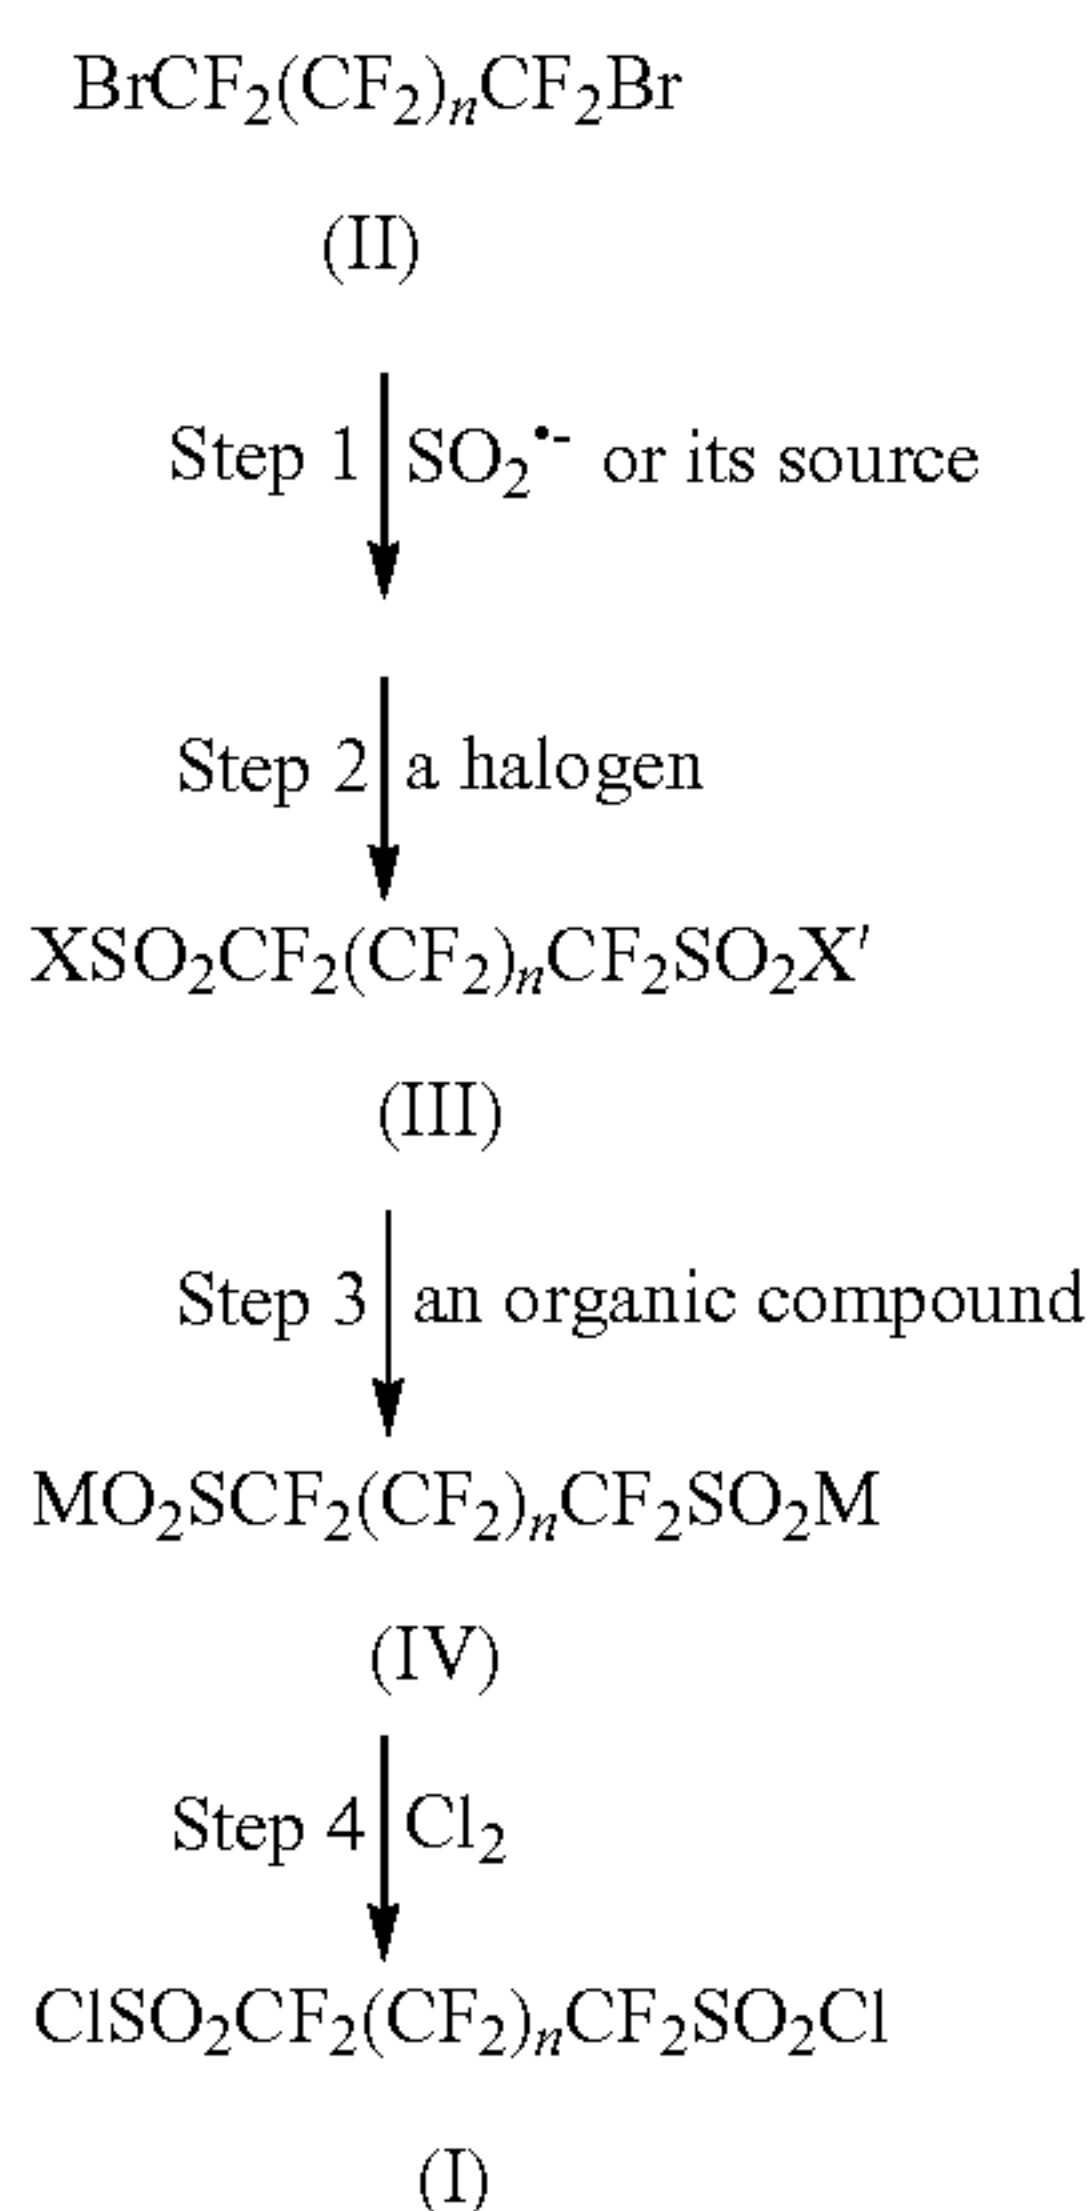 BrCF₂(CF₂)ₙCF₂Br
(II)
Step 1 SO₂•- or its source
Step 2 a halogen
XSO₂CF₂(CF₂)ₙCF₂SO₂X'
(III)
Step 3 an organic compound
MO₂SCF₂(CF₂)ₙCF₂SO₂M
(IV)
Step 4 Cl₂
ClSO₂CF₂(CF₂)ₙCF₂SO₂Cl
(I)